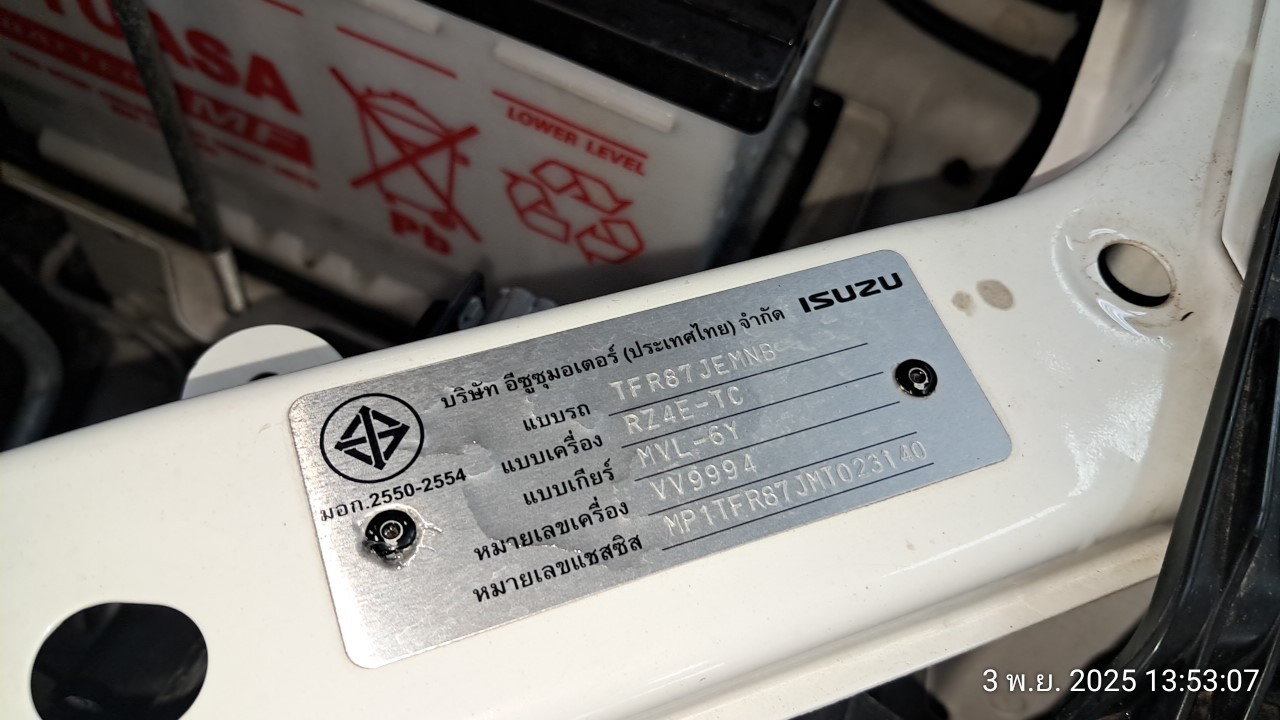 YUASA
MF
Pb
LOWER LEVEL
บริษัท อีซูซุมอเตอร์ (ประเทศไทย) จำกัด ISUZU
แบบรถ TFR87JEMNB
แบบเครื่อง RZ4E-TC
แบบเกียร์ MVL-6Y
หมายเลขเครื่อง VV9994
หมายเลขแชสซิส MP1TFR87JMT023140
มอก.2550-2554
3 พ.ย. 2025 13:53:07